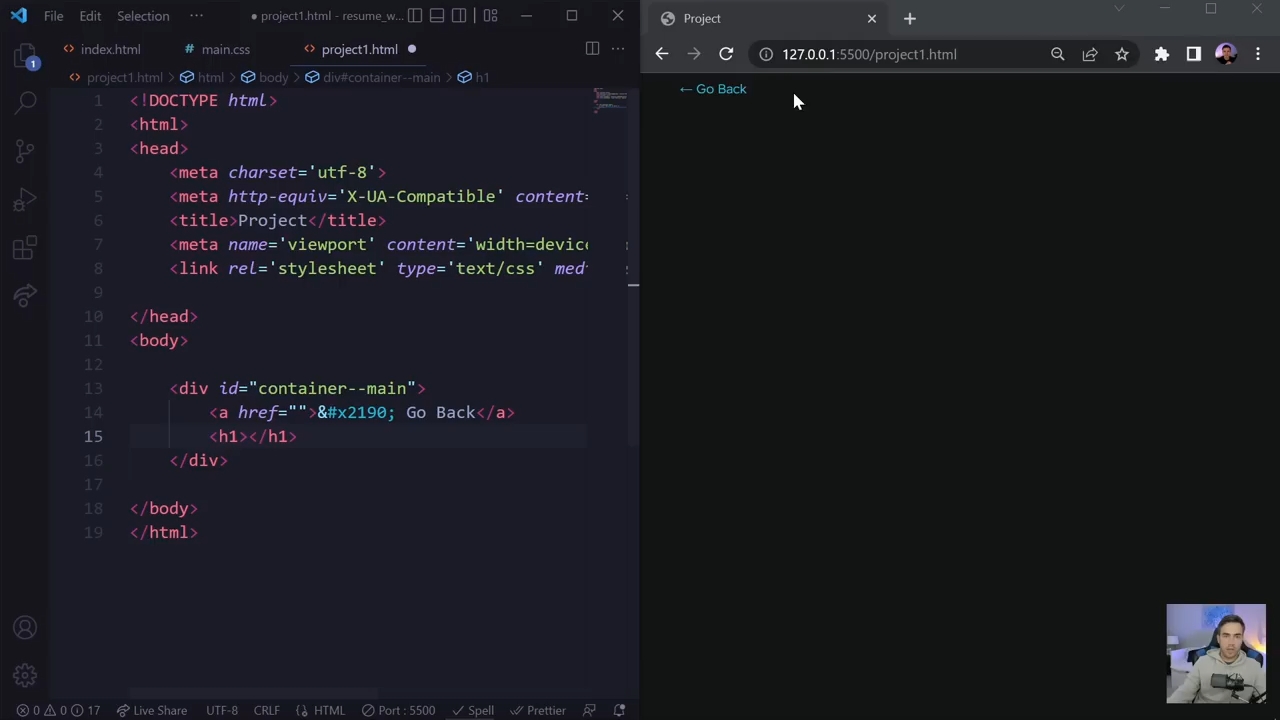 File Edit Selection ··· project1.html - resume_w...
index.html main.css project1.html
project1.html html body div#container--main h1
1 <!DOCTYPE html>
2 <html>
3 <head>
4 <meta charset='utf-8'>
5 <meta http-equiv='X-UA-Compatible' content=
6 <title>Project</title>
7 <meta name='viewport' content='width=device
8 <link rel='stylesheet' type='text/css' med
9
10 </head>
11 <body>
12
13 <div id="container--main">
14 <a href="">&#x2190; Go Back</a>
15 <h1></h1>
16 </div>
17
18 </body>
19 </html>
1
0 0 17 Live Share UTF-8 CRLF {} HTML Port : 5500 Spell Prettier
Project
127.0.0.1:5500/project1.html
← Go Back